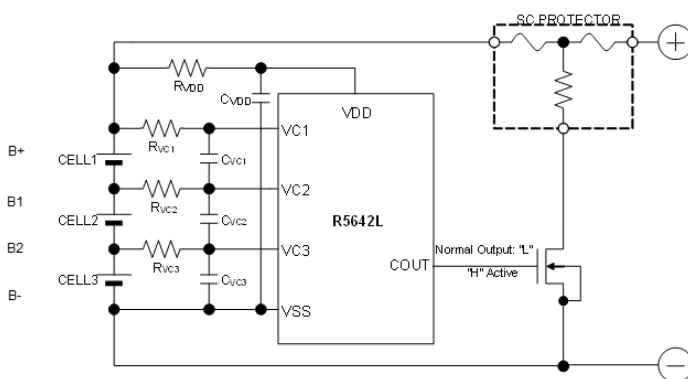 SC PROTECTOR
+
RVDD
CVDD
VDD
B+
CELL1
RVC1
CVC1
VC1
B1
CELL2
RVC2
CVC2
VC2
R5642L
B2
CELL3
RVC3
CVC3
VC3
COUT
Normal Output: "L"
"H" Active
B-
VSS
−